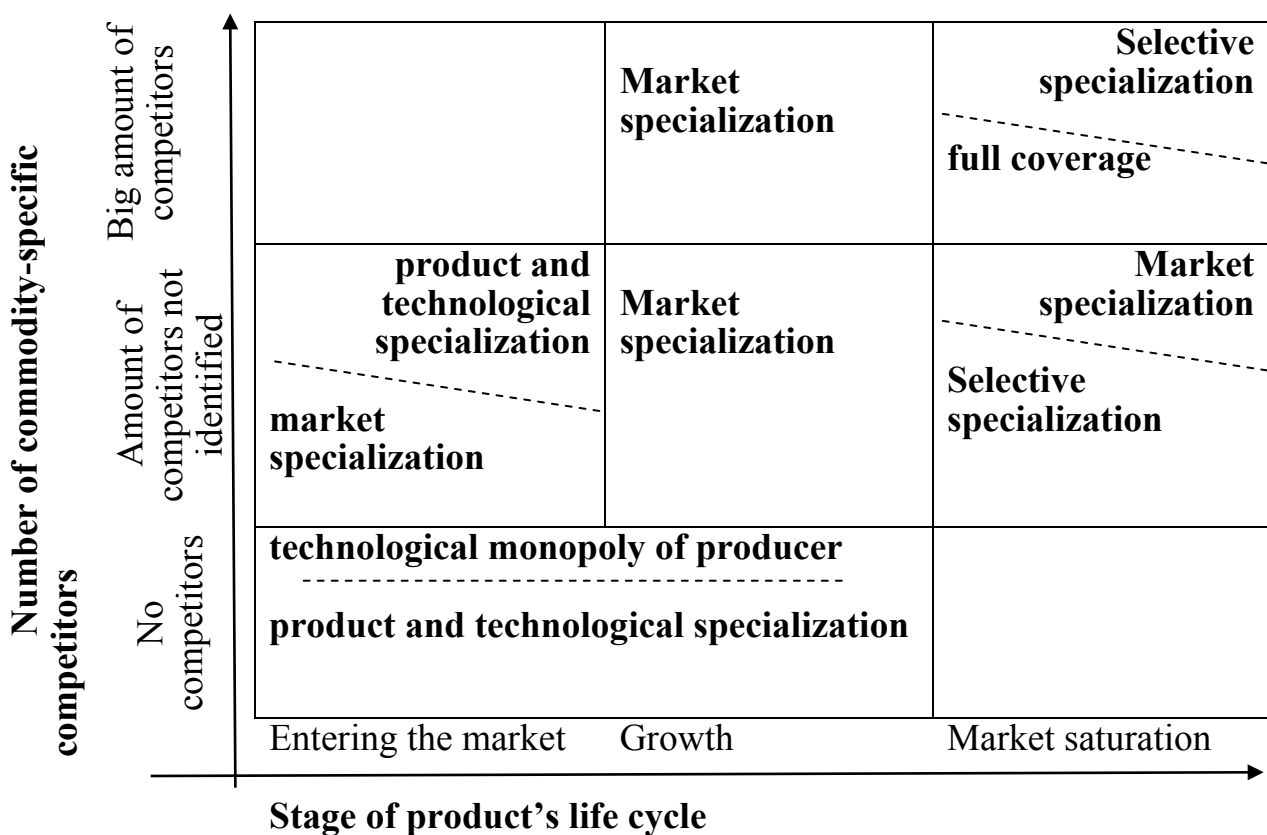 Number of commodity-specific
competitors
Big amount of
competitors
Amount of
competitors not
identified
No
competitors
Market
specialization
Selective
specialization
full coverage
product and
technological
specialization
market
specialization
Market
specialization
Market
specialization
Selective
specialization
technological monopoly of producer
product and technological specialization
Entering the market
Growth
Market saturation
Stage of product’s life cycle